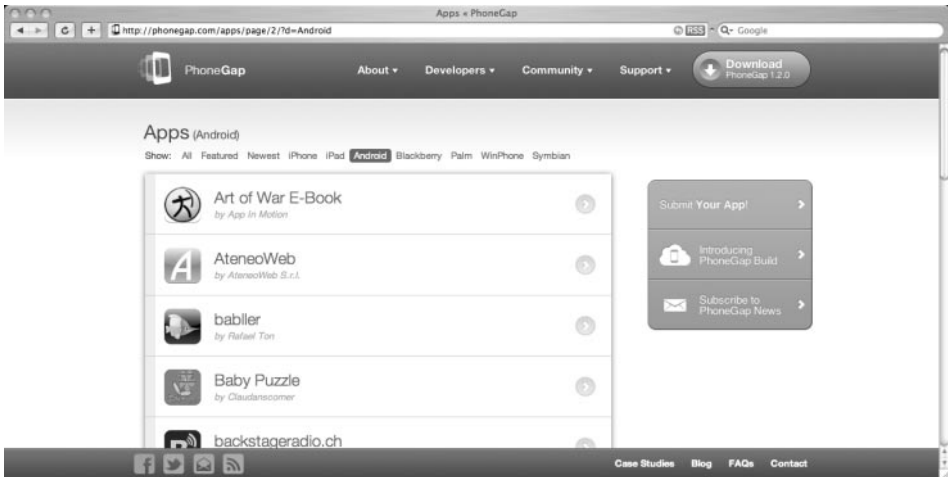 Apps « PhoneGap
http://phonegap.com/apps/page/2/?d=Android
RSS
Google
PhoneGap
About
Developers
Community
Support
Download
PhoneGap 1.2.0
Apps (Android)
Show: All Featured Newest iPhone iPad Android Blackberry Palm WinPhone Symbian
Art of War E-Book
by App In Motion
AteneoWeb
by AteneoWeb S.r.l.
babller
by Rafael Ton
Baby Puzzle
by Claudanscomer
backstageradio.ch
Submit Your App!
Introducing
PhoneGap Build
Subscribe to
PhoneGap News
Case Studies Blog FAQs Contact